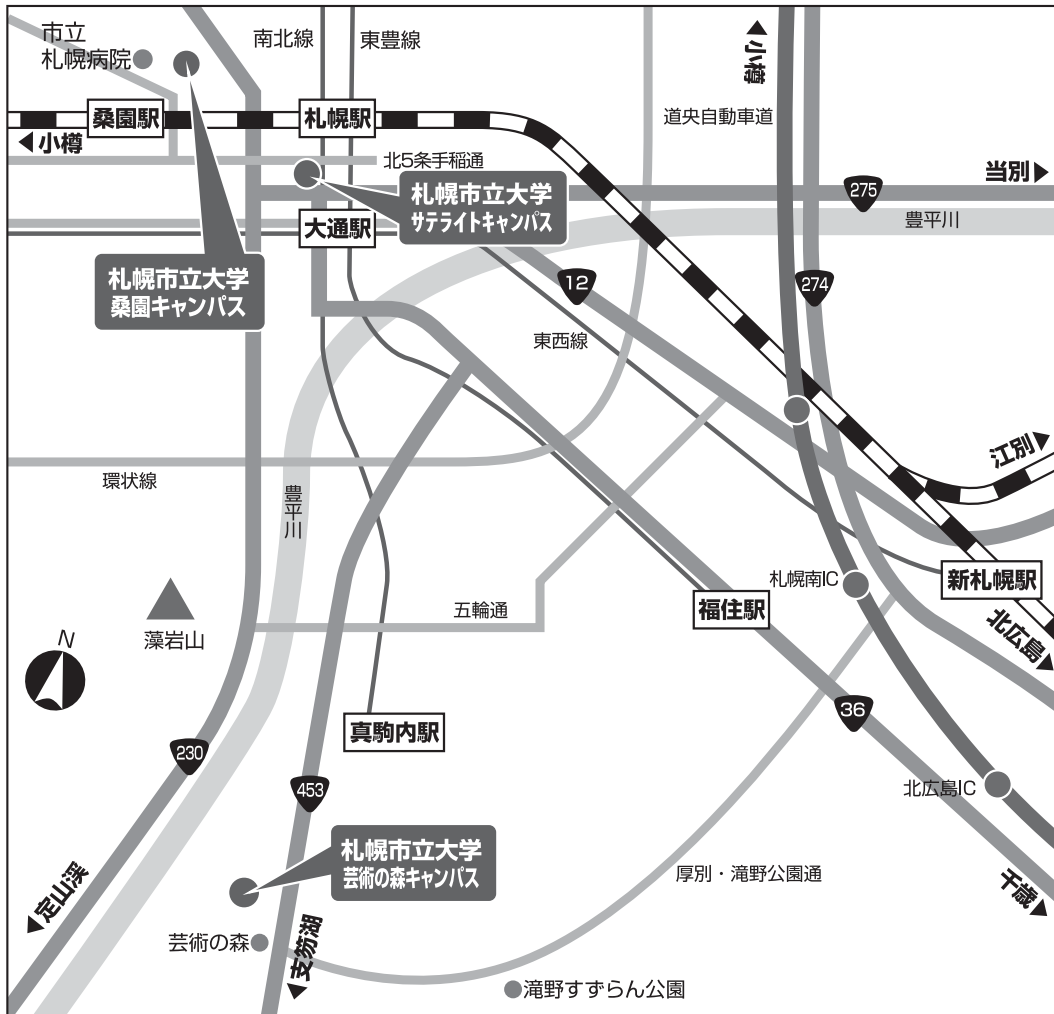 市立
札幌病院
南北線
東豊線
小樽
桑園駅
札幌駅
道央自動車道
小樽
北5条手稲通
札幌市立大学
サテライトキャンパス
当別
275
豊平川
大通駅
札幌市立大学
桑園キャンパス
12
274
東西線
環状線
豊平川
江別
札幌南IC
新札幌駅
藻岩山
五輪通
福住駅
北広島
N
真駒内駅
36
230
453
北広島IC
札幌市立大学
芸術の森キャンパス
厚別・滝野公園通
定山渓
千歳
芸術の森
支笏湖
滝野すずらん公園